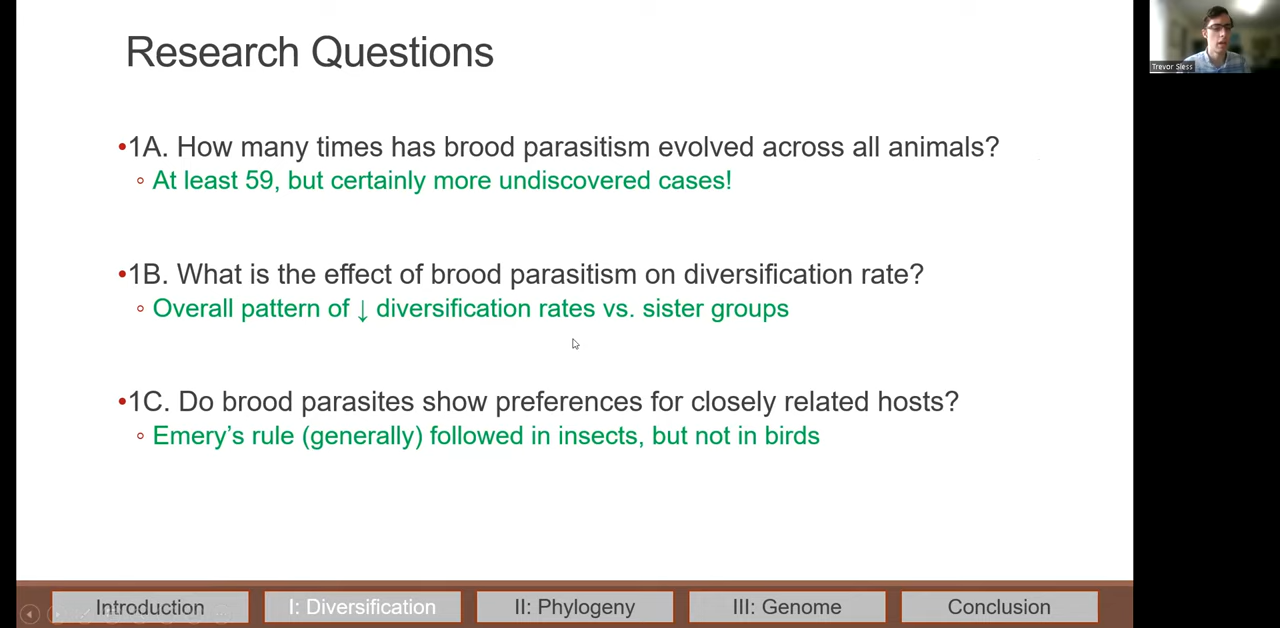 Research Questions
Trevor Sless
•1A. How many times has brood parasitism evolved across all animals?
◦ At least 59, but certainly more undiscovered cases!
•1B. What is the effect of brood parasitism on diversification rate?
◦ Overall pattern of ↓ diversification rates vs. sister groups
•1C. Do brood parasites show preferences for closely related hosts?
◦ Emery's rule (generally) followed in insects, but not in birds
Introduction
I: Diversification
II: Phylogeny
III: Genome
Conclusion